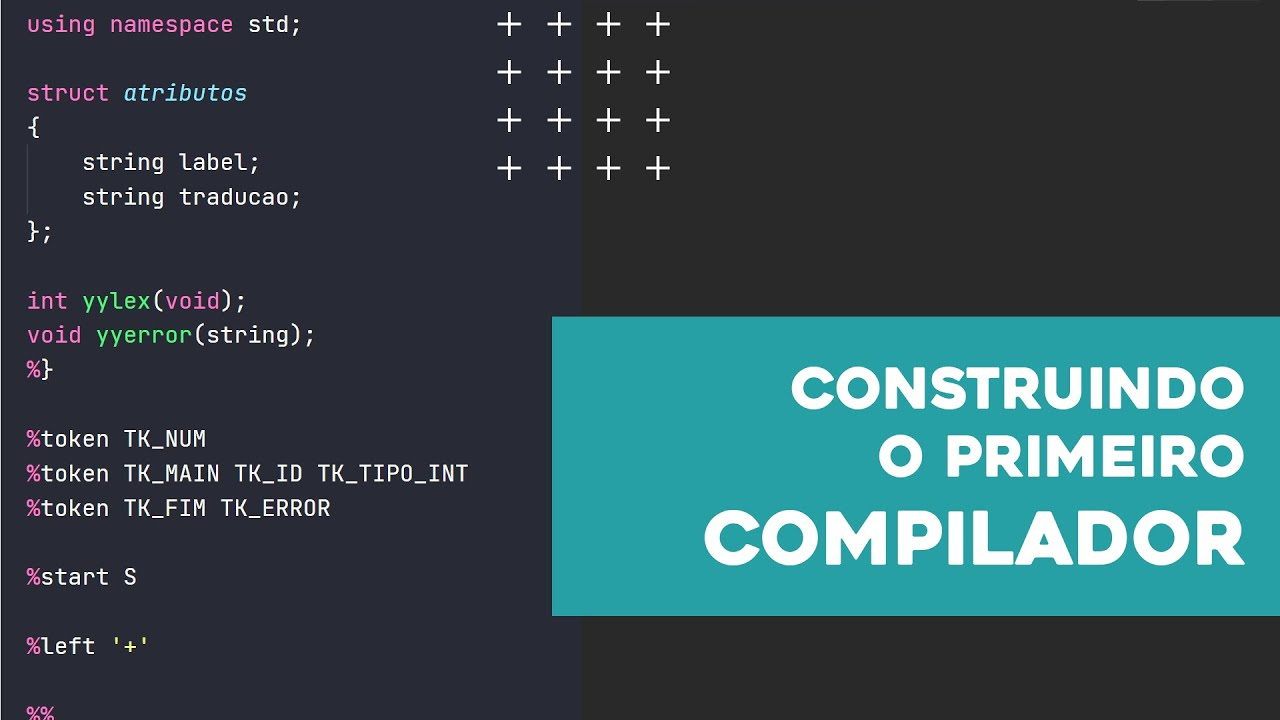 using namespace std;
struct atributos
{
    string label;
    string traducao;
};
int yylex(void);
void yyerror(string);
%}
%token TK_NUM
%token TK_MAIN TK_ID TK_TIPO_INT
%token TK_FIM TK_ERROR
%start S
%left '+'
%%
+ + + +
+ + + +
+ + + +
+ + + +
CONSTRUINDO
O PRIMEIRO
COMPILADOR